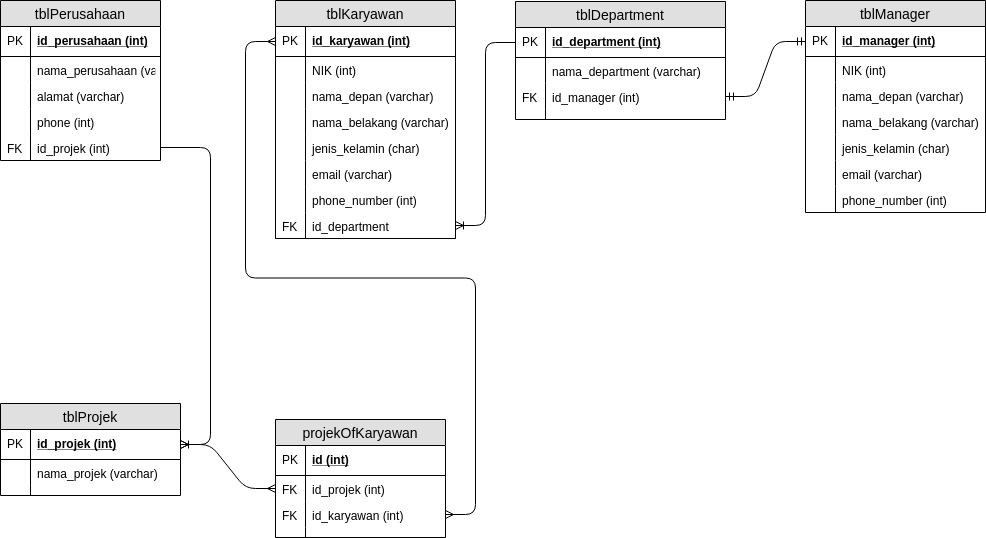 tblPerusahaan
PK id_perusahaan (int)
nama_perusahaan (va
alamat (varchar)
phone (int)
FK id_projek (int)
tblKaryawan
PK id_karyawan (int)
NIK (int)
nama_depan (varchar)
nama_belakang (varchar)
jenis_kelamin (char)
email (varchar)
phone_number (int)
FK id_department
tblDepartment
PK id_department (int)
nama_department (varchar)
FK id_manager (int)
tblManager
PK id_manager (int)
NIK (int)
nama_depan (varchar)
nama_belakang (varchar)
jenis_kelamin (char)
email (varchar)
phone_number (int)
tblProjek
PK id_projek (int)
nama_projek (varchar)
projekOfKaryawan
PK id (int)
FK id_projek (int)
FK id_karyawan (int)